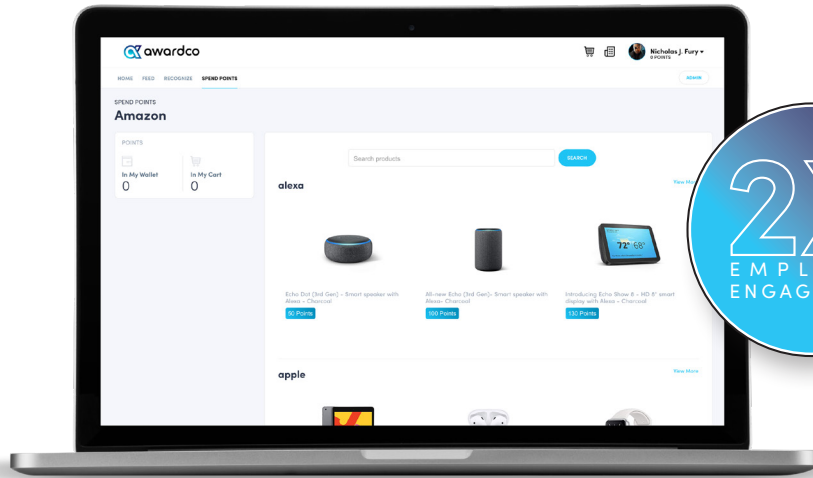 awardco
Nicholas J. Fury
0 POINTS
HOME FEED RECOGNIZE SPEND POINTS
ADMIN
SPEND POINTS
Amazon
POINTS
In My Wallet
0
In My Cart
0
Search products
SEARCH
alexa
View More
Echo Dot (3rd Gen) - Smart speaker with
Alexa - Charcoal
50 Points
All-new Echo (3rd Gen)- Smart speaker with
Alexa- Charcoal
100 Points
72° 68°
Introducing Echo Show 8 - HD 8" smart
display with Alexa - Charcoal
130 Points
apple
View More
2X
EMPL
ENGAG